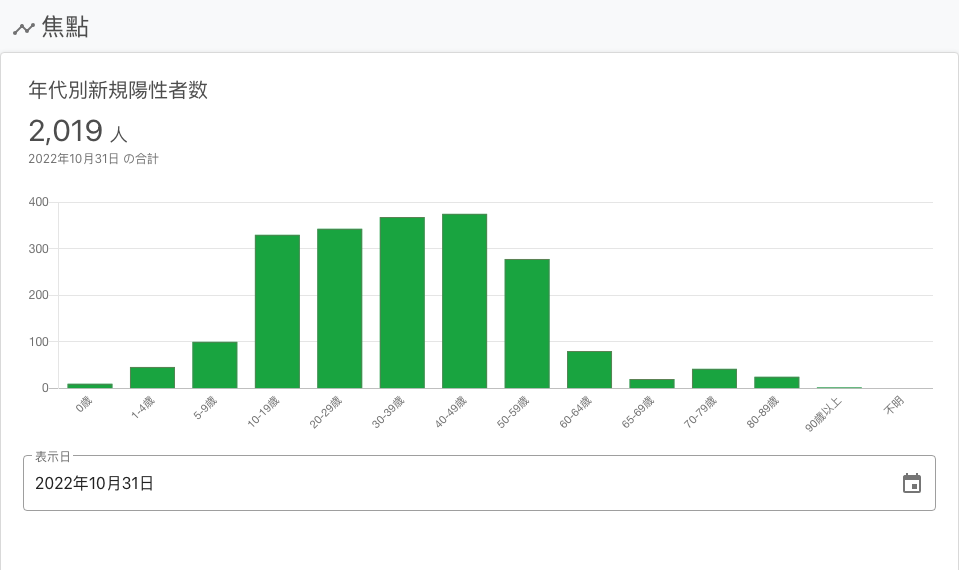 焦點
年代別新規陽性者数
2,019 人
2022年10月31日 の合計
400
300
200
100
0
0歳
1-4歳
5-9歳
10-19歳
20-29歳
30-39歳
40-49歳
50-59歳
60-64歳
65-69歳
70-79歳
80-89歳
90歳以上
不明
表示日
2022年10月31日